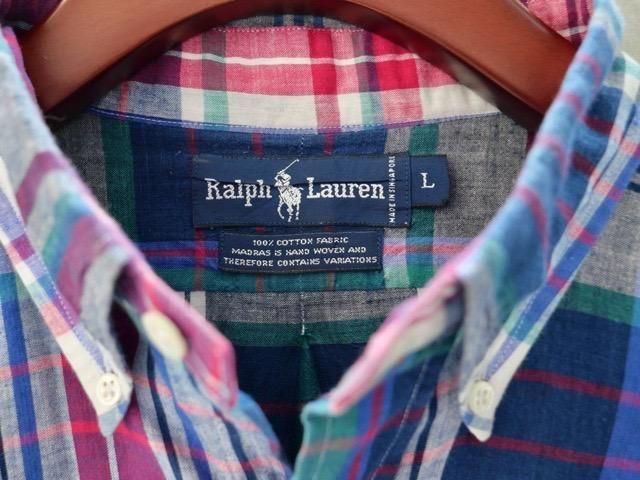 Ralph Lauren
MADE IN SINGAPORE
L
100% COTTON FABRIC
MADRAS IS HAND WOVEN AND
THEREFORE CONTAINS VARIATIONS